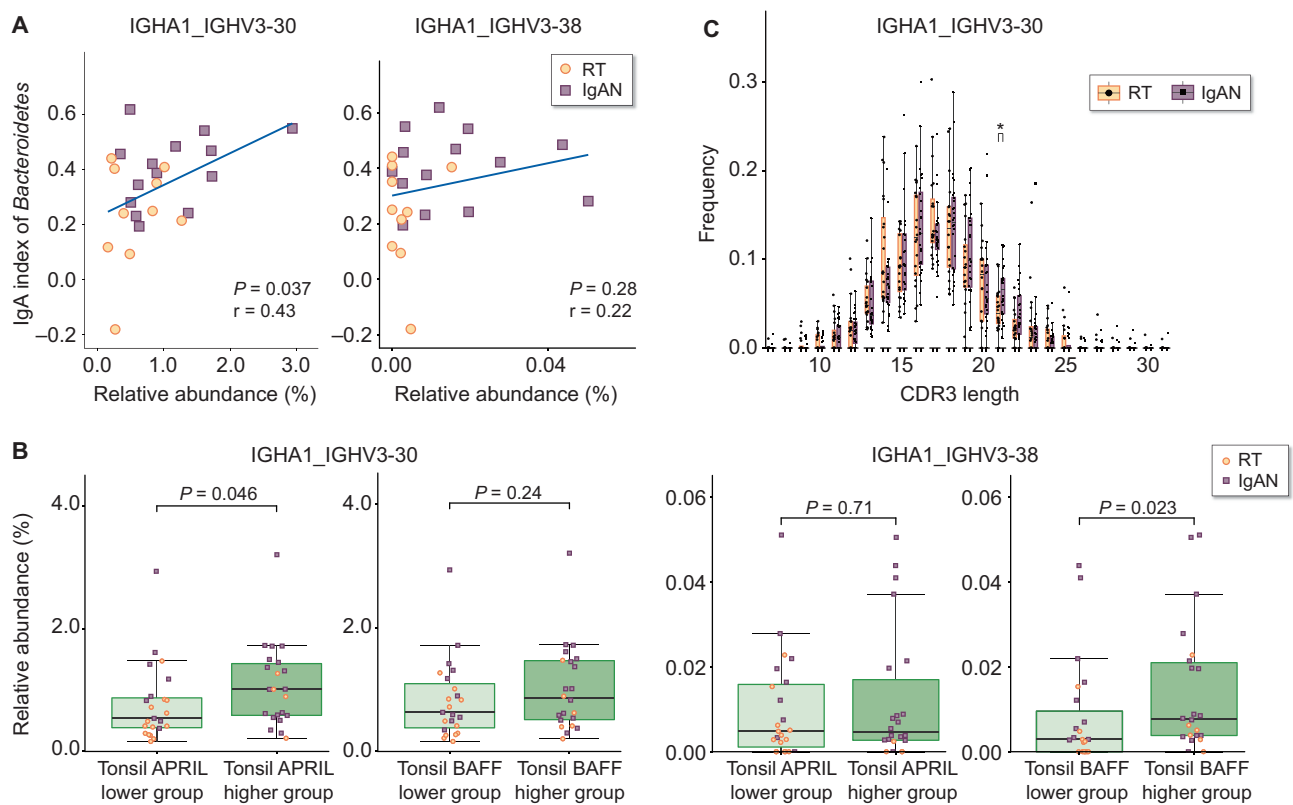 A
IGHA1_IGHV3-30
IGHA1_IGHV3-38
RT
IgAN
IgA index of Bacteroidetes
0.6
0.4
0.2
0.0
–0.2
0.6
0.4
0.2
0.0
–0.2
P = 0.037
r = 0.43
P = 0.28
r = 0.22
0.0 1.0 2.0 3.0
0.00 0.04
Relative abundance (%)
Relative abundance (%)
C
IGHA1_IGHV3-30
RT IgAN
*
Frequency
0.3
0.2
0.1
0.0
10 15 20 25 30
CDR3 length
B
IGHA1_IGHV3-30
IGHA1_IGHV3-38
RT
IgAN
Relative abundance (%)
4.0
2.0
0.0
P = 0.046
Tonsil APRIL
lower group
Tonsil APRIL
higher group
4.0
2.0
0.0
P = 0.24
Tonsil BAFF
lower group
Tonsil BAFF
higher group
Relative abundance (%)
0.06
0.04
0.02
0.00
P = 0.71
Tonsil APRIL
lower group
Tonsil APRIL
higher group
0.06
0.04
0.02
0.00
P = 0.023
Tonsil BAFF
lower group
Tonsil BAFF
higher group